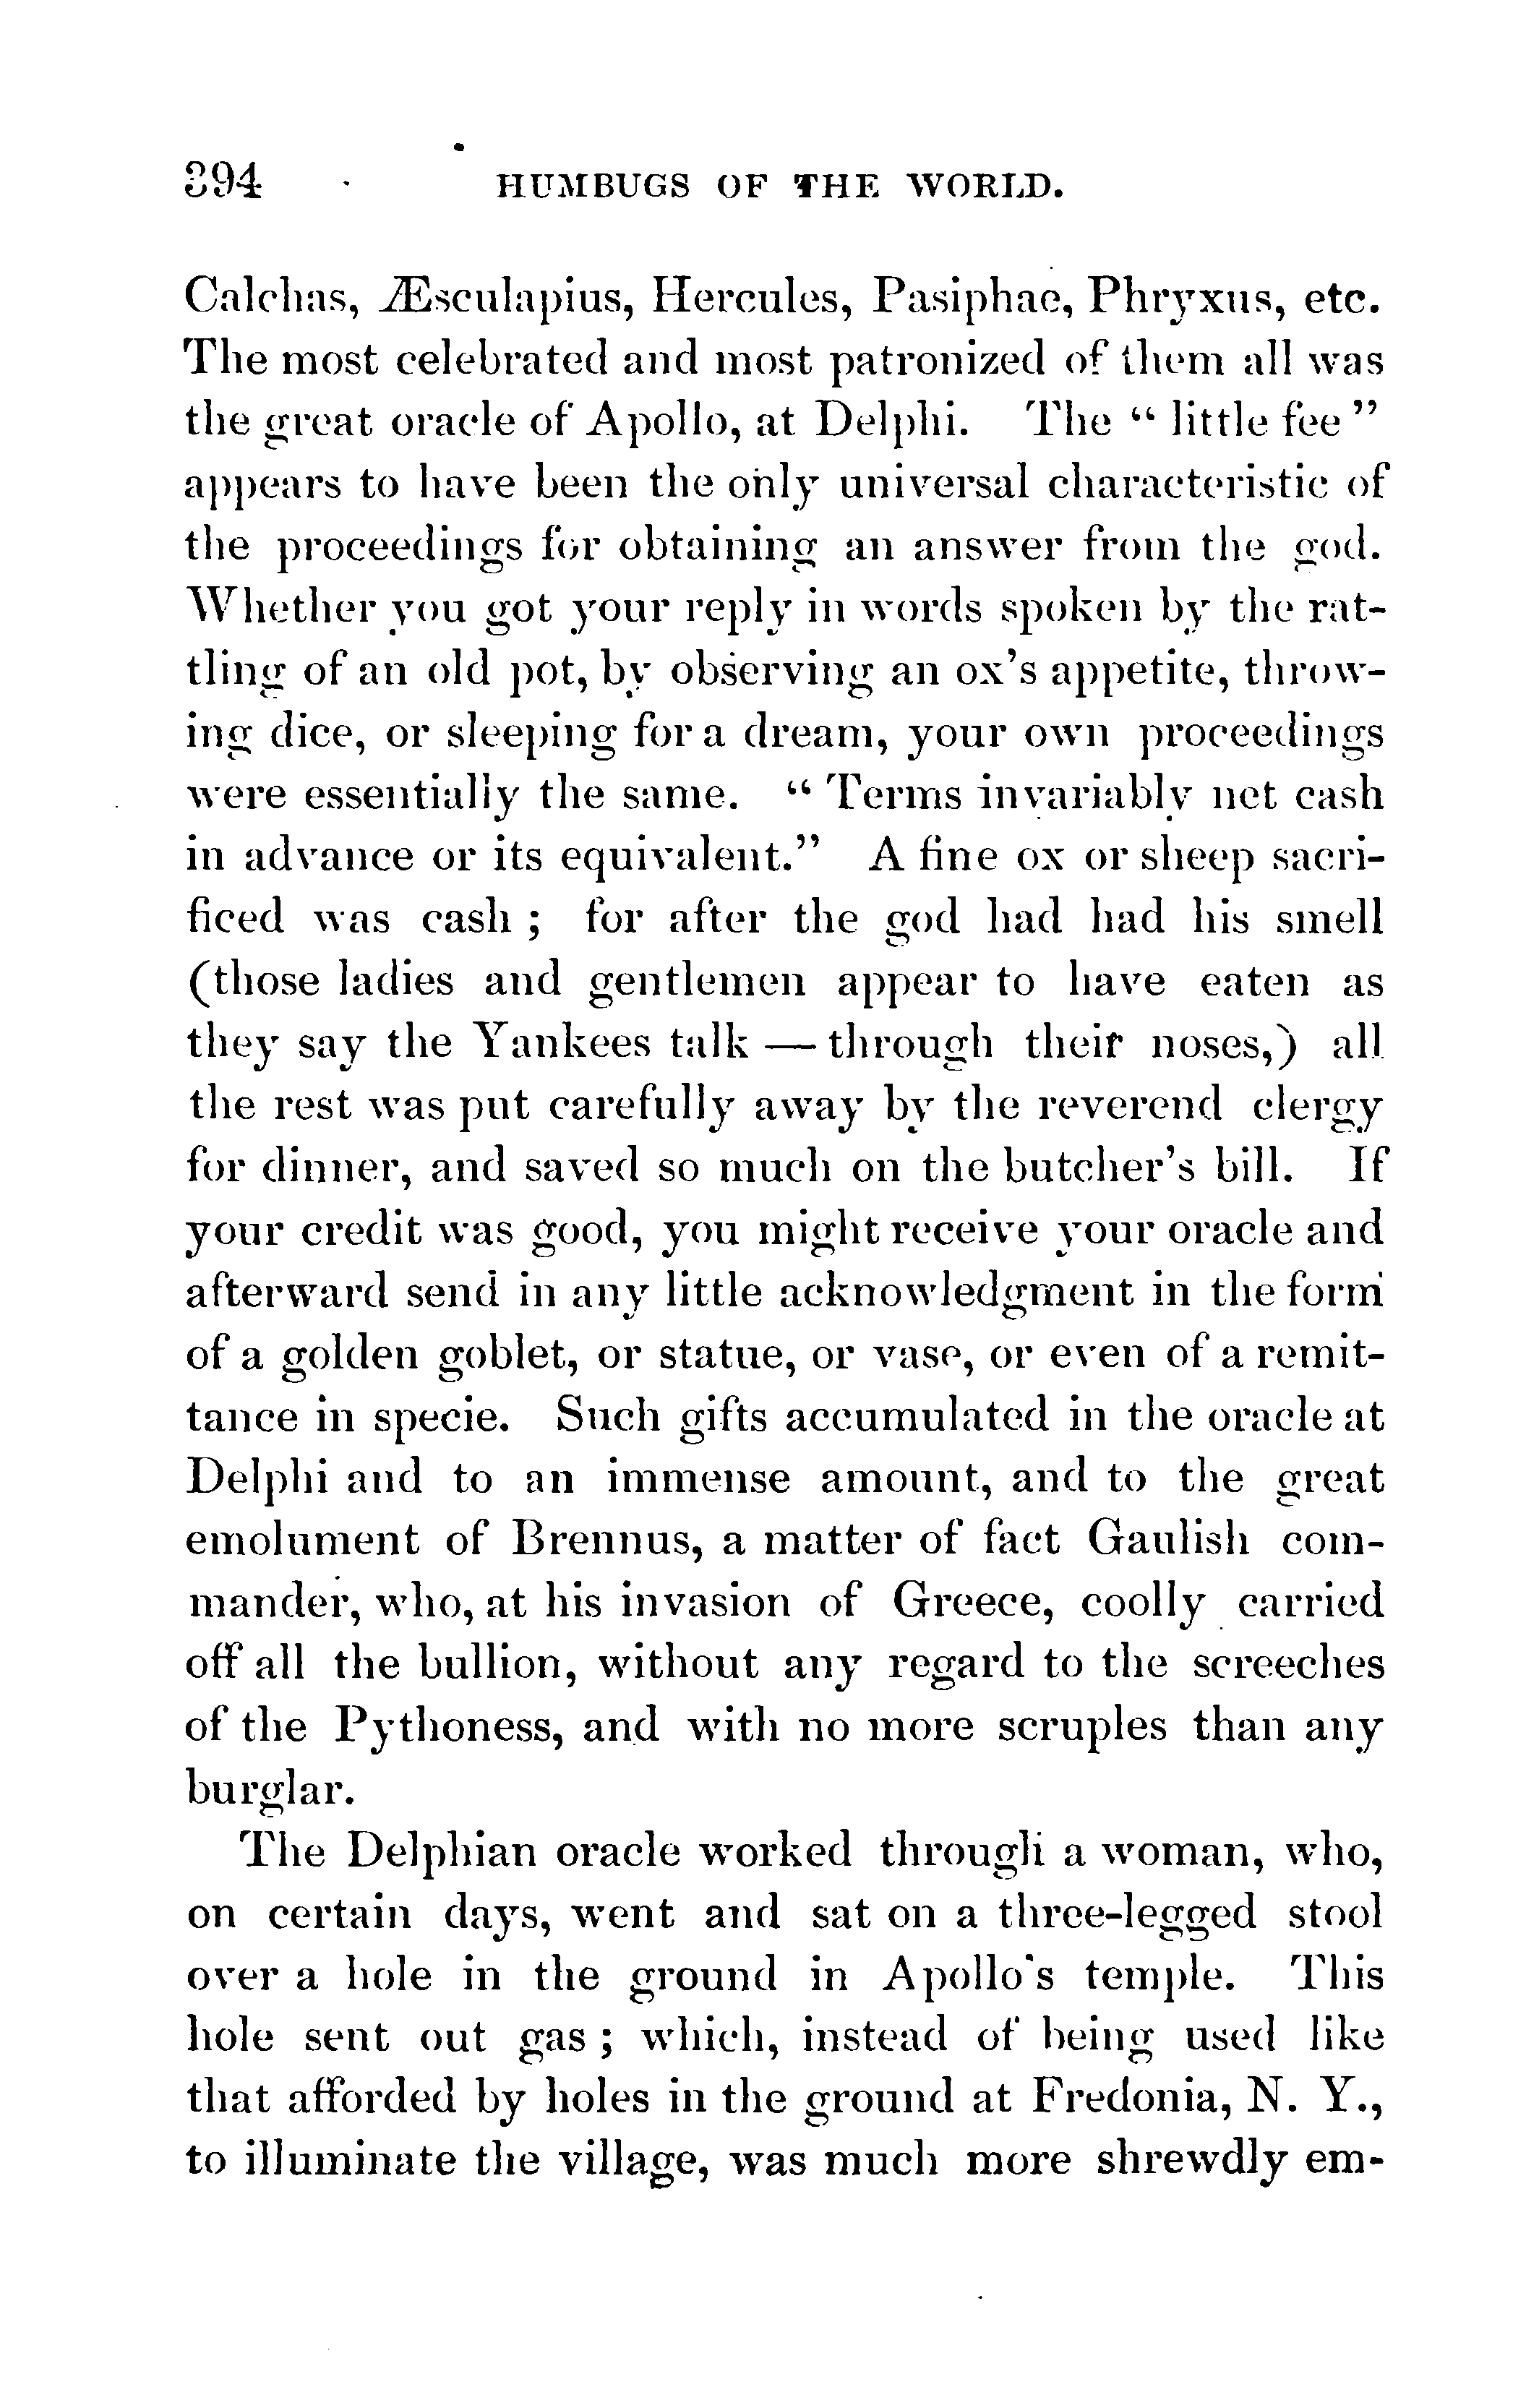 394 HUMBUGS OF THE WORLD.
Calchas, Æsculapius, Hercules, Pasiphae, Phryxus, etc.
The most celebrated and most patronized of them all was
the great oracle of Apollo, at Delphi. The “ little fee ”
appears to have been the only universal characteristic of
the proceedings for obtaining an answer from the god.
Whether you got your reply in words spoken by the rat-
tling of an old pot, by observing an ox’s appetite, throw-
ing dice, or sleeping for a dream, your own proceedings
were essentially the same. “ Terms invariably net cash
in advance or its equivalent.” A fine ox or sheep sacri-
ficed was cash ; for after the god had had his smell
(those ladies and gentlemen appear to have eaten as
they say the Yankees talk — through their noses,) all
the rest was put carefully away by the reverend clergy
for dinner, and saved so much on the butcher’s bill. If
your credit was good, you might receive your oracle and
afterward send in any little acknowledgment in the form
of a golden goblet, or statue, or vase, or even of a remit-
tance in specie. Such gifts accumulated in the oracle at
Delphi and to an immense amount, and to the great
emolument of Brennus, a matter of fact Gaulish com-
mander, who, at his invasion of Greece, coolly carried
off all the bullion, without any regard to the screeches
of the Pythoness, and with no more scruples than any
burglar.
The Delphian oracle worked through a woman, who,
on certain days, went and sat on a three-legged stool
over a hole in the ground in Apollo’s temple. This
hole sent out gas ; which, instead of being used like
that afforded by holes in the ground at Fredonia, N. Y.,
to illuminate the village, was much more shrewdly em-